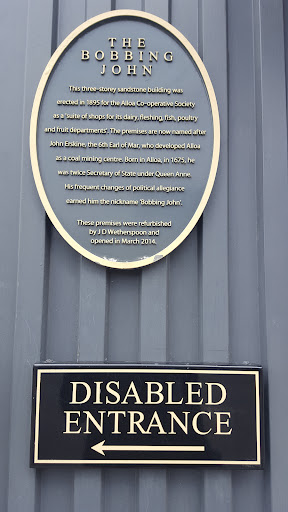 THE
BOBBING
JOHN
This three-storey sandstone building was
erected in 1895 for the Alloa Co-operative Society
as a 'suite of shops for its dairy, fleshing, fish, poultry
and fruit departments'. The premises are now named after
John Erskine, the 6th Earl of Mar, who developed Alloa
as a coal mining centre. Born in Alloa, in 1675, he
was twice Secretary of State under Queen Anne.
His frequent changes of political allegiance
earned him the nickname 'Bobbing John'.
These premises were refurbished
by J D Wetherspoon and
opened in March 2014.
DISABLED
ENTRANCE